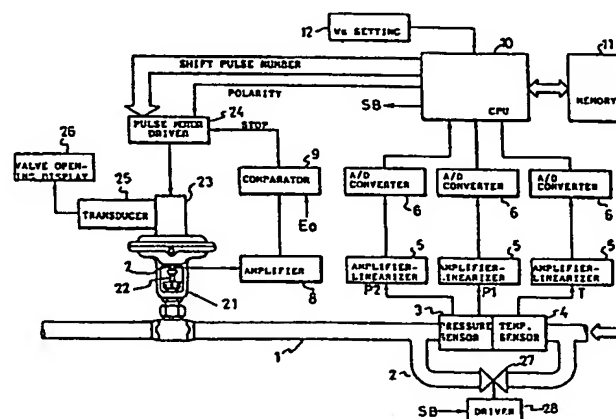 12
Vs SETTING
10
11
SHIFT PULSE NUMBER
POLARITY
SB
CPU
MEMORY
24
PULSE MOTOR
DRIVER
STOP
26
VALVE OPEN-
ING DISPLAY
25
TRANSDUCER
23
9
COMPARATOR
Eo
A/D
CONVERTER
6
A/D
CONVERTER
6
A/D
CONVERTER
6
2
22
21
AMPLIFIER
8
5
AMPLIFIER-
LINEARIZER
5
AMPLIFIER-
LINEARIZER
5
AMPLIFIER-
LINEARIZER
P2
P1
T
3
PRESSURE
SENSOR
TEMP.
SENSOR
4
1
2
27
SB
DRIVER
28